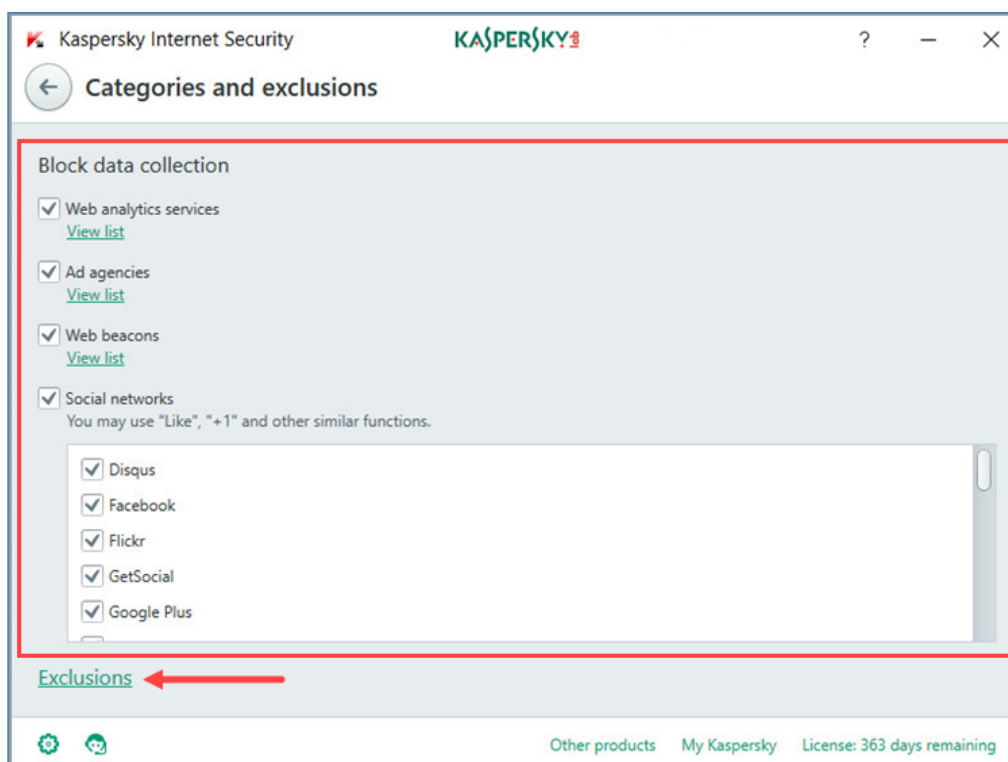 Kaspersky Internet Security
KASPERSKY lab
?
Categories and exclusions
Block data collection
Web analytics services
View list
Ad agencies
View list
Web beacons
View list
Social networks
You may use "Like", "+1" and other similar functions.
Disqus
Facebook
Flickr
GetSocial
Google Plus
Exclusions
Other products My Kaspersky License: 363 days remaining